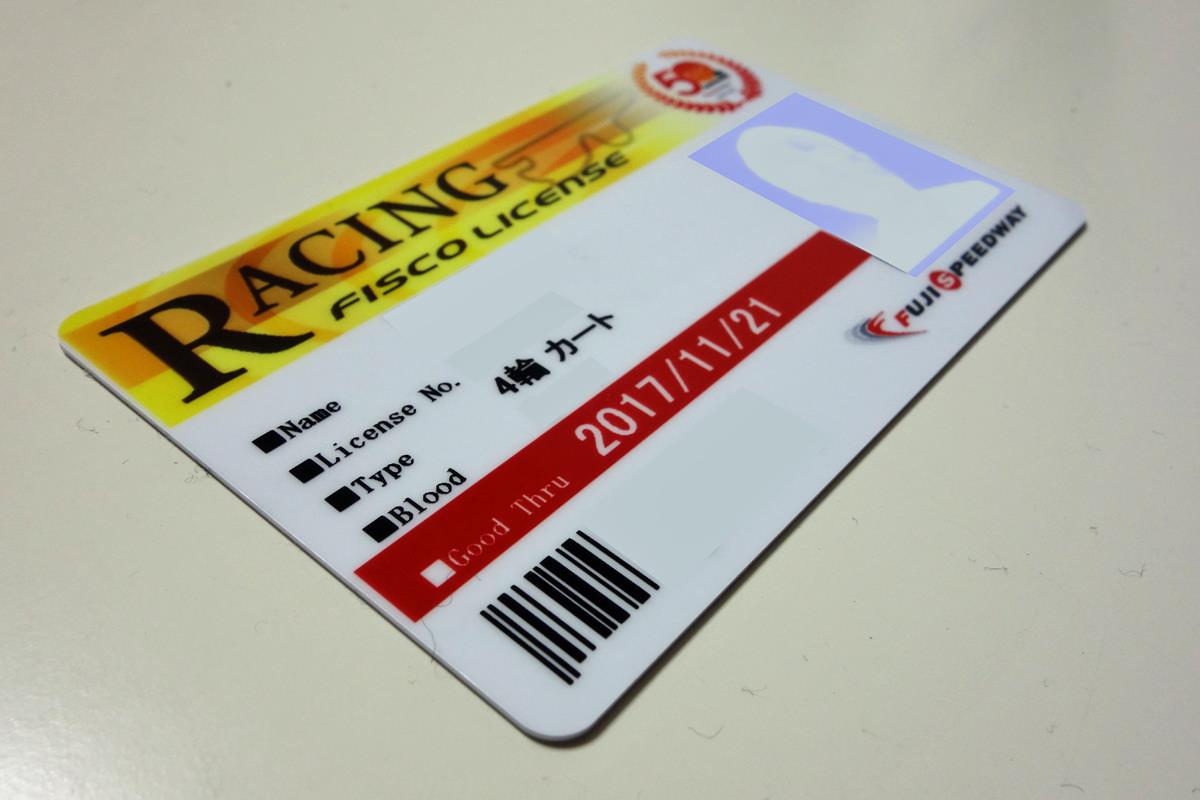 RACING
FISCO LICENSE
50
■Name
■License No.
■Type 4輪 カート
■Blood
■Good Thru 2017/11/21
FUJI SPEEDWAY